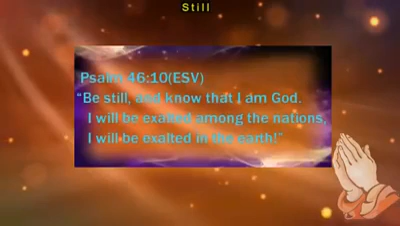 Still
Psalm 46:10(ESV)
“Be still, and know that I am God.
I will be exalted among the nations,
I will be exalted in the earth!”